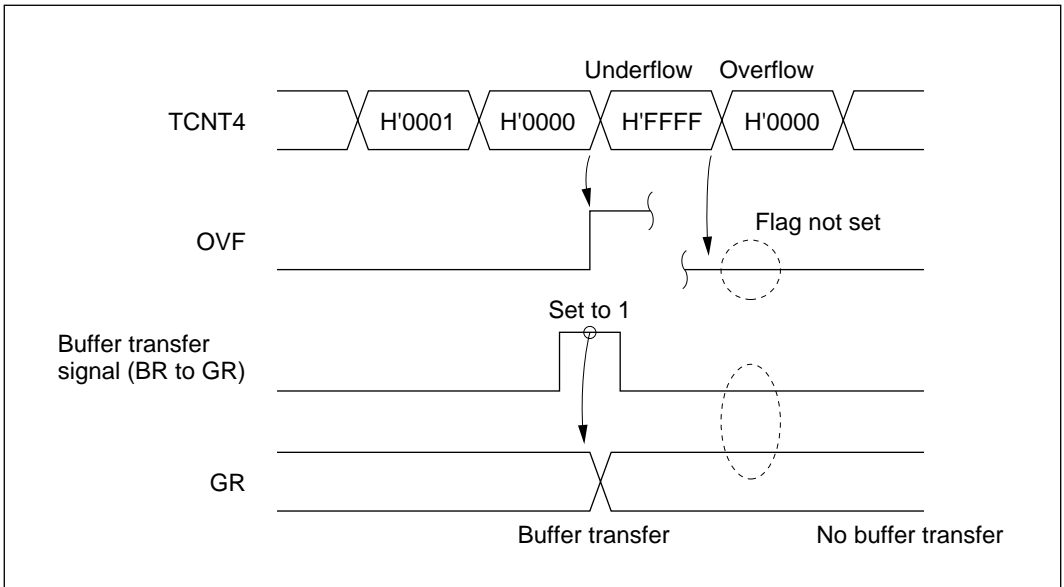 Underflow Overflow
TCNT4 H'0001 H'0000 H'FFFF H'0000
OVF
Flag not set
Set to 1
Buffer transfer
signal (BR to GR)
GR
Buffer transfer No buffer transfer